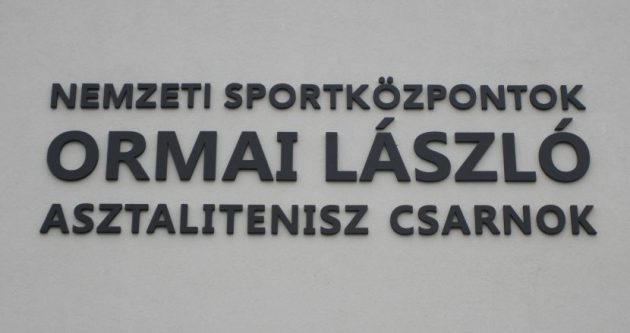 NEMZETI SPORTKÖZPONTOK
ORMAI LÁSZLÓ
ASZTALITENISZ CSARNOK